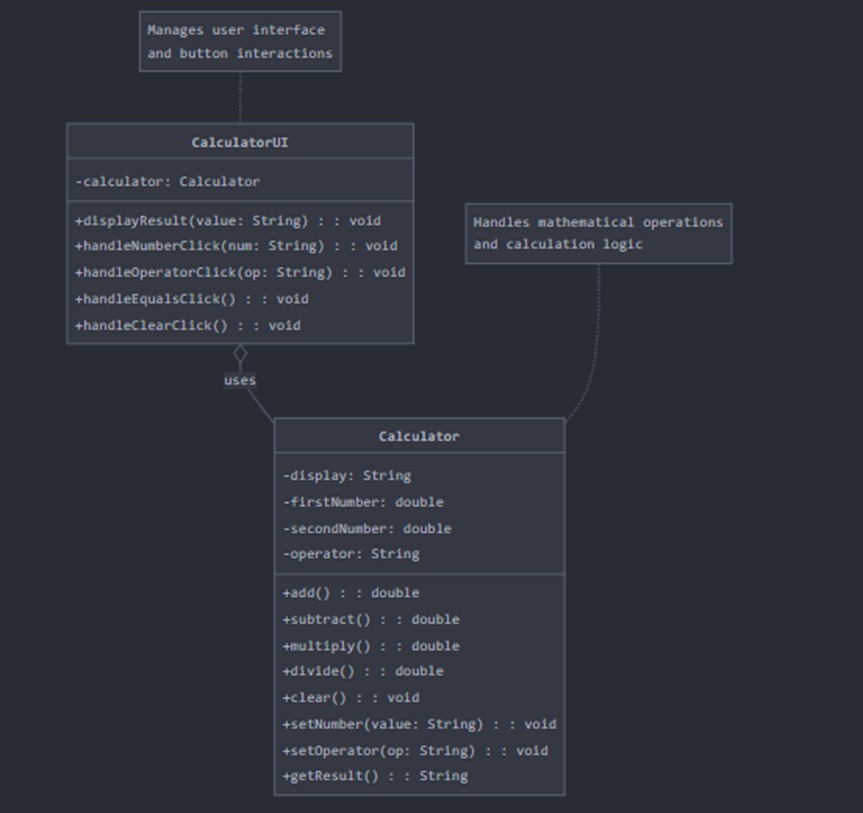 Manages user interface
and button interactions
CalculatorUI
-calculator: Calculator
+displayResult(value: String) : : void
+handleNumberClick(num: String) : : void
+handleOperatorClick(op: String) : : void
+handleEqualsClick() : : void
+handleClearClick() : : void
Handles mathematical operations
and calculation logic
uses
Calculator
-display: String
-firstNumber: double
-secondNumber: double
-operator: String
+add() : : double
+subtract() : : double
+multiply() : : double
+divide() : : double
+clear() : : void
+setNumber(value: String) : : void
+setOperator(op: String) : : void
+getResult() : : String